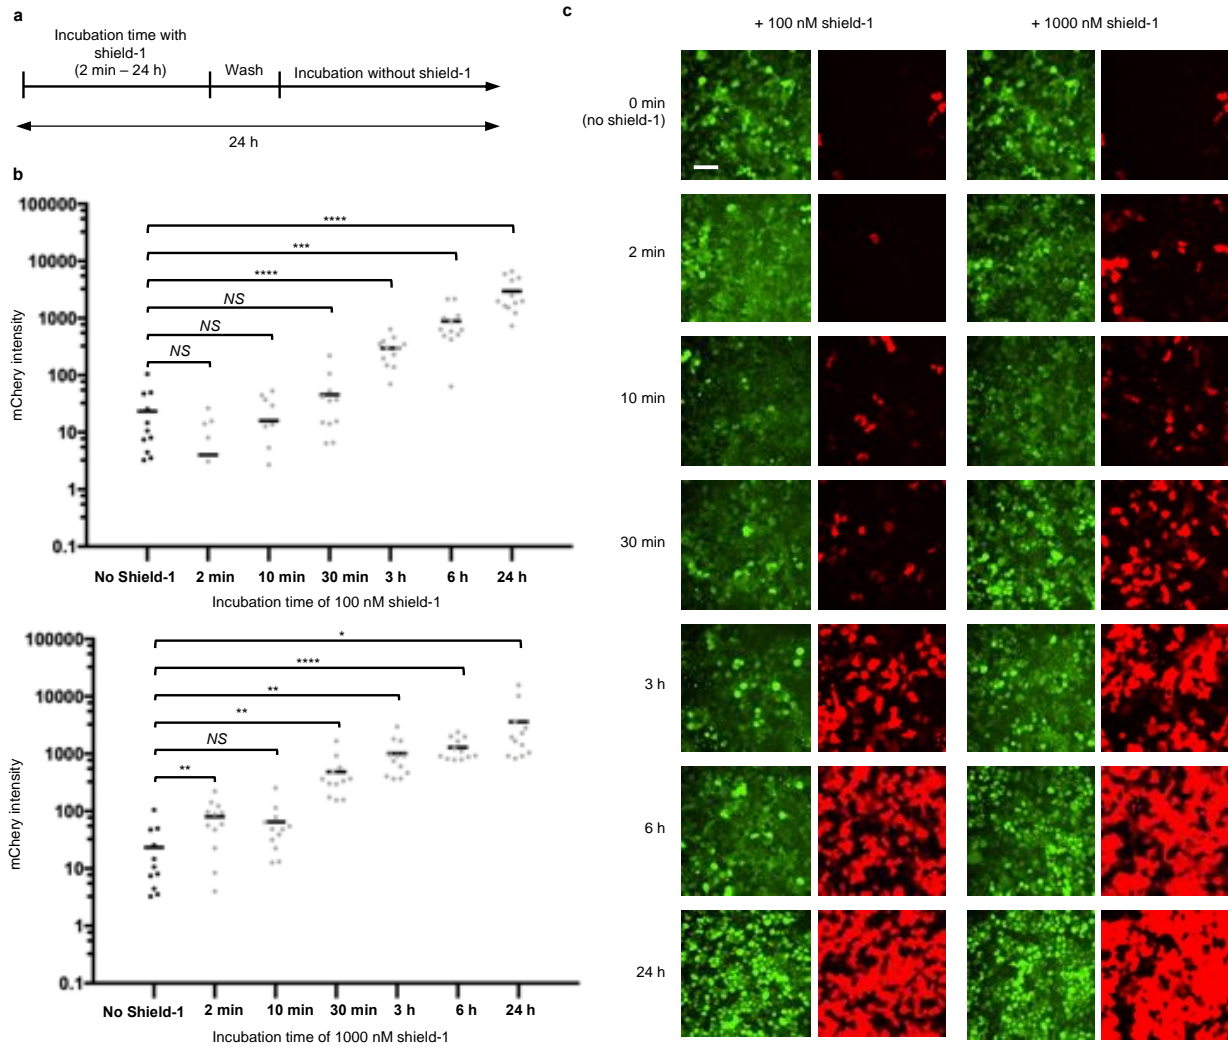 a
Incubation time with
shield-1
(2 min – 24 h)
Wash
Incubation without shield-1
24 h
b
100000
10000
1000
100
10
1
0.1
mChery intensity
****
***
****
NS
NS
NS
No Shield-1
2 min
10 min
30 min
3 h
6 h
24 h
Incubation time of 100 nM shield-1
100000
10000
1000
100
10
1
0.1
mChery intensity
*
****
**
**
NS
**
No Shield-1
2 min
10 min
30 min
3 h
6 h
24 h
Incubation time of 1000 nM shield-1
c
+ 100 nM shield-1
+ 1000 nM shield-1
0 min
(no shield-1)
2 min
10 min
30 min
3 h
6 h
24 h